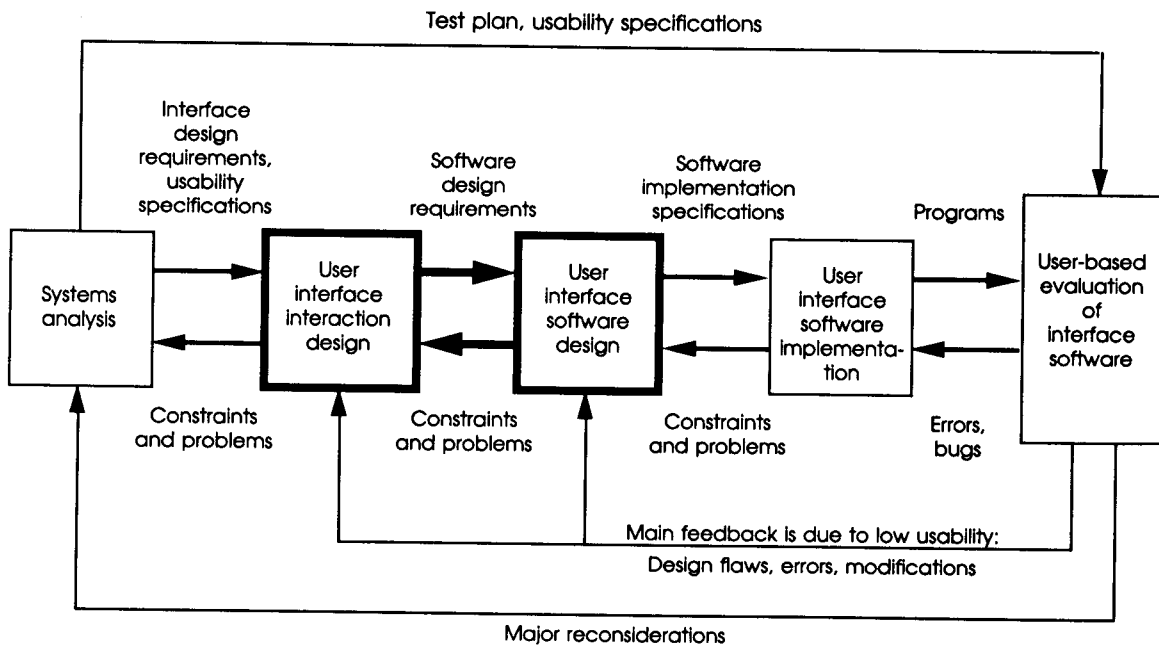 Test plan, usability specifications
Interface
design
requirements,
usability
specifications
Software
design
requirements
Software
implementation
specifications
Programs
Systems
analysis
User
interface
interaction
design
User
interface
software
design
User
interface
software
implementa-
tion
User-based
evaluation
of
interface
software
Constraints
and problems
Constraints
and problems
Constraints
and problems
Errors,
bugs
Main feedback is due to low usability:
Design flaws, errors, modifications
Major reconsiderations